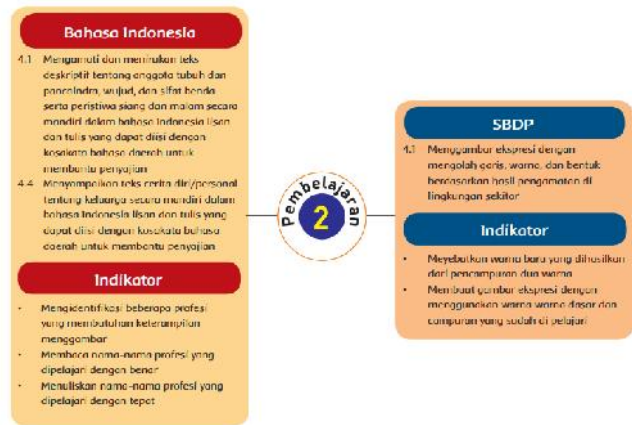 Bahasa Indonesia
4.1 Mengamati dan menirukan teks
deskriptif tentang anggota tubuh dan
pancaindra, wujud, dan sifat benda
serta peristiwa siang dan malam secara
mandiri dalam bahasa Indonesia lisan
dan tulis yang dapat diisi dengan
kosakata bahasa daerah untuk
membantu penyajian
4.4 Menyampaikan teks cerita diri/personal
tentang keluarga secara mandiri dalam
bahasa Indonesia lisan dan tulis yang
dapat diisi dengan kosakata bahasa
daerah untuk membantu penyajian
Indikator
• Mengidentifikasi beberapa profesi
yang membutuhan keterampilan
menggambar
• Membaca nama-nama profesi yang
dipelajari dengan benar
• Menuliskan nama-nama profesi yang
dipelajari dengan tepat
Pembelajaran
2
SBDP
4.1 Menggambar ekspresi dengan
mengolah garis, warna, dan bentuk
berdasarkan hasil pengamatan di
lingkungan sekitar
Indikator
• Meyebutkan warna baru yang dihasilkan
dari pencampuran dua warna
• Membuat gambar ekspresi dengan
menggunakan warna warna dasar dan
campuran yang sudah di pelajari